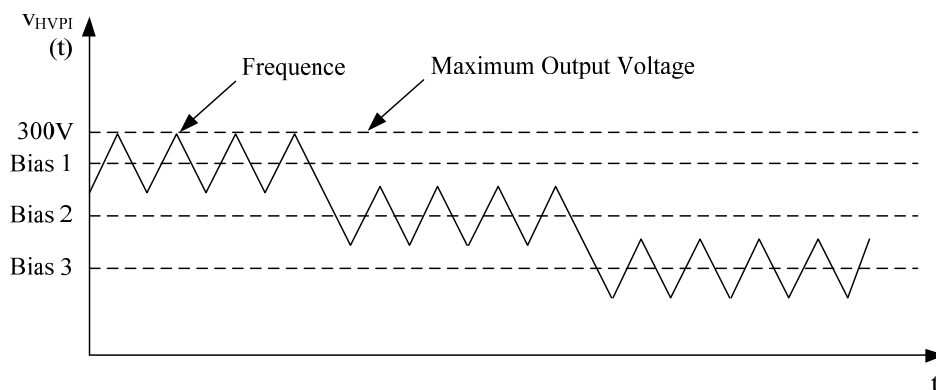 VHVPI
(t)
Frequence
Maximum Output Voltage
300V
Bias 1
Bias 2
Bias 3
t